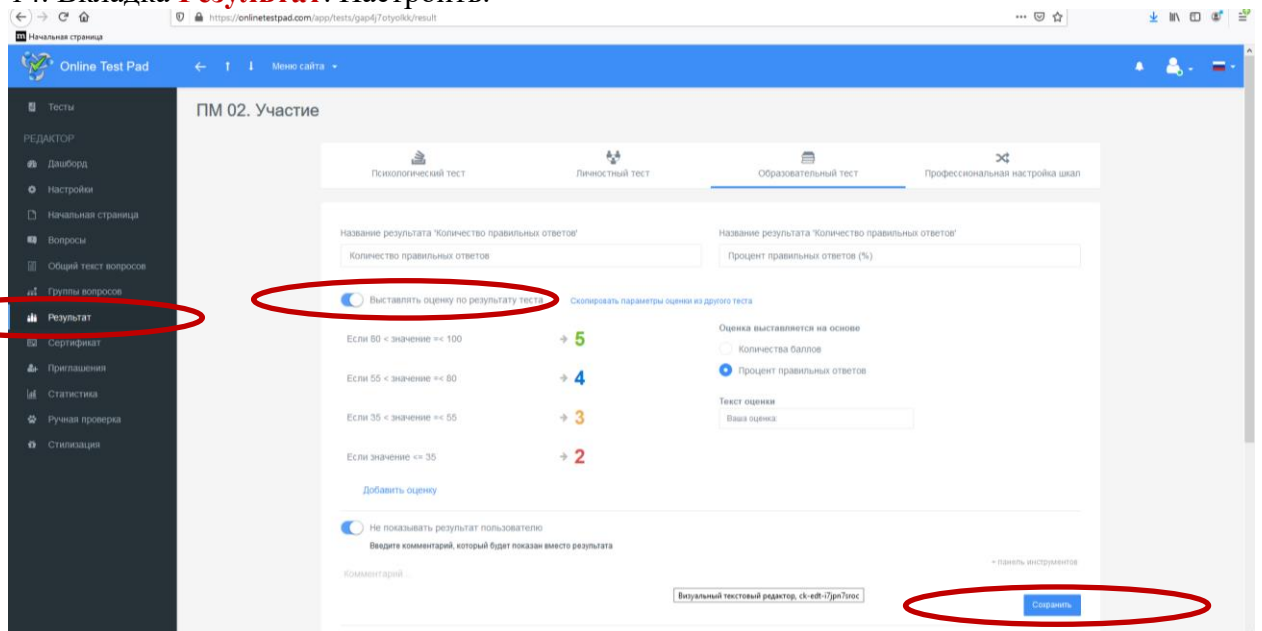 14. Вкладка Результат. Настроить.
https://onlinetestpad.com/app/tests/gap4j7otyolkk/result
Начальная страница
Online Test Pad
Меню сайта
Тесты
ПМ 02. Участие
РЕДАКТОР
Дашборд
Настройки
Начальная страница
Вопросы
Общий текст вопросов
Группы вопросов
Результат
Сертификат
Приглашения
Статистика
Ручная проверка
Стилизация
Психологический тест
Личностный тест
Образовательный тест
Профессиональная настройка шкал
Название результата 'Количество правильных ответов'
Название результата 'Количество правильных ответов'
Количество правильных ответов
Процент правильных ответов (%)
Выставлять оценку по результату теста
Скопировать параметры оценки из другого теста
Если 80 < значение =< 100 → 5
Если 55 < значение =< 80 → 4
Если 35 < значение =< 55 → 3
Если значение <= 35 → 2
Добавить оценку
Оценка выставляется на основе
Количества баллов
Процент правильных ответов
Текст оценки
Ваша оценка:
Не показывать результат пользователю
Введите комментарий, который будет показан вместо результата
+ панель инструментов
Комментарий...
Визуальный текстовый редактор, ck-edt-i7jpn7sroc
Сохранить